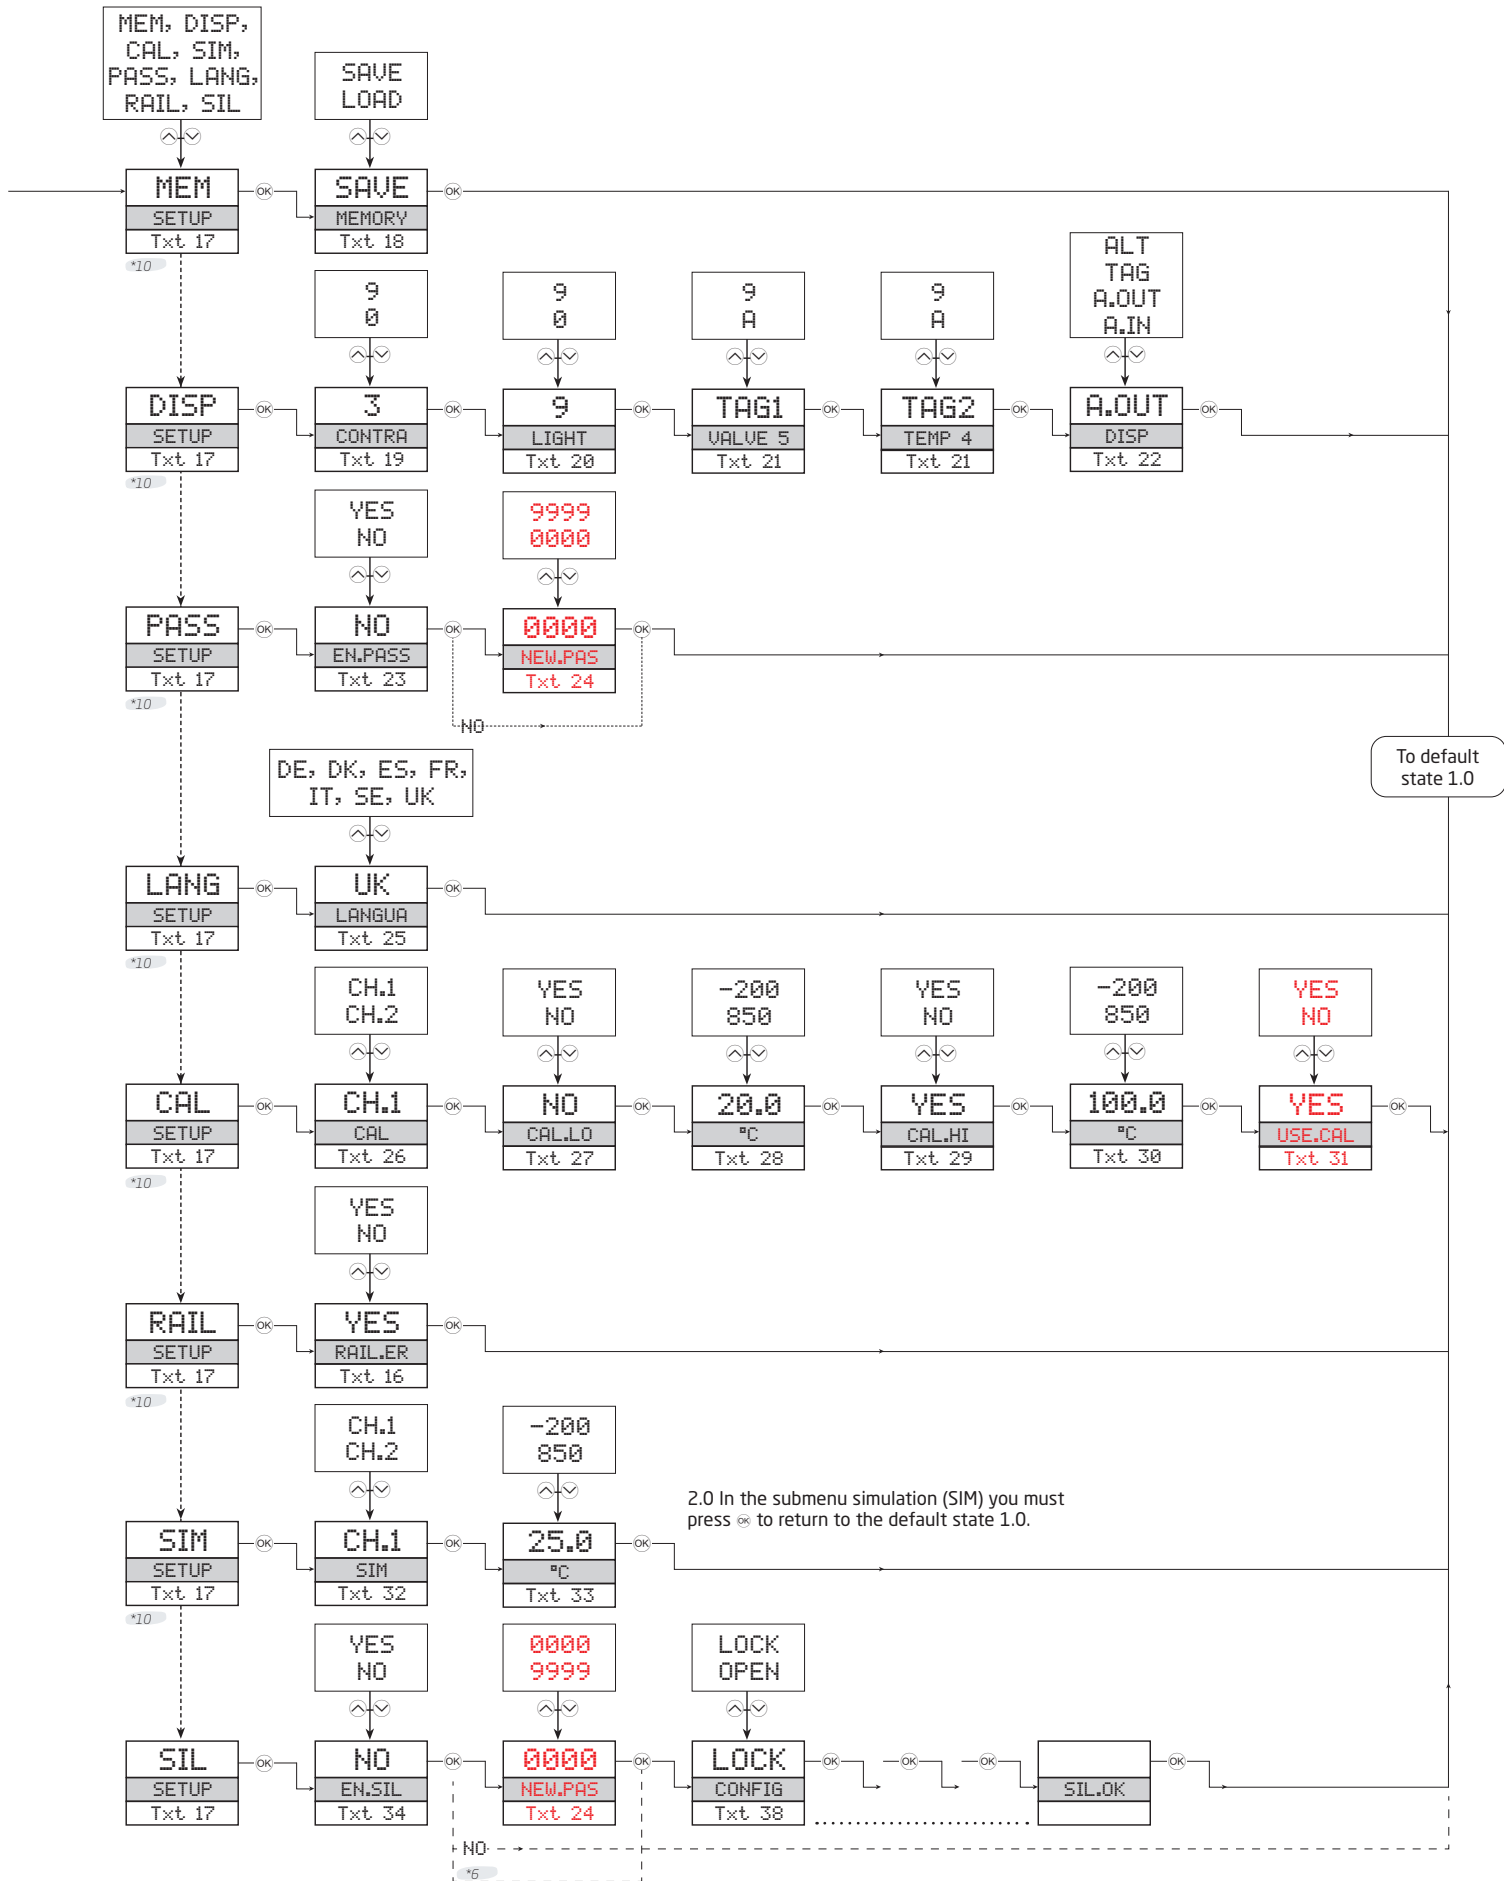 MEM, DISP,
CAL, SIM,
PASS, LANG,
RAIL, SIL
SAVE
LOAD
MEM
SETUP
Txt 17
*10
OK
SAVE
MEMORY
Txt 18
OK
9
0
9
0
9
A
9
A
ALT
TAG
A.OUT
A.IN
DISP
SETUP
Txt 17
*10
OK
3
CONTRA
Txt 19
OK
9
LIGHT
Txt 20
OK
TAG1
VALVE 5
Txt 21
OK
TAG2
TEMP 4
Txt 21
OK
A.OUT
DISP
Txt 22
OK
YES
NO
9999
0000
PASS
SETUP
Txt 17
*10
OK
NO
EN.PASS
Txt 23
OK
0000
NEW.PAS
Txt 24
OK
NO
To default
state 1.0
DE, DK, ES, FR,
IT, SE, UK
LANG
SETUP
Txt 17
*10
OK
UK
LANGUA
Txt 25
OK
CH.1
CH.2
YES
NO
-200
850
YES
NO
-200
850
YES
NO
CAL
SETUP
Txt 17
*10
OK
CH.1
CAL
Txt 26
OK
NO
CAL.LO
Txt 27
OK
20.0
°C
Txt 28
OK
YES
CAL.HI
Txt 29
OK
100.0
°C
Txt 30
OK
YES
USE.CAL
Txt 31
OK
YES
NO
RAIL
SETUP
Txt 17
*10
OK
YES
RAIL.ER
Txt 16
OK
CH.1
CH.2
-200
850
2.0 In the submenu simulation (SIM) you must
press OK to return to the default state 1.0.
SIM
SETUP
Txt 17
*10
OK
CH.1
SIM
Txt 32
OK
25.0
°C
Txt 33
OK
YES
NO
0000
9999
LOCK
OPEN
SIL
SETUP
Txt 17
OK
NO
EN.SIL
Txt 34
OK
0000
NEW.PAS
Txt 24
OK
LOCK
CONFIG
Txt 38
OK
OK
OK
SIL.OK
OK
NO
*6